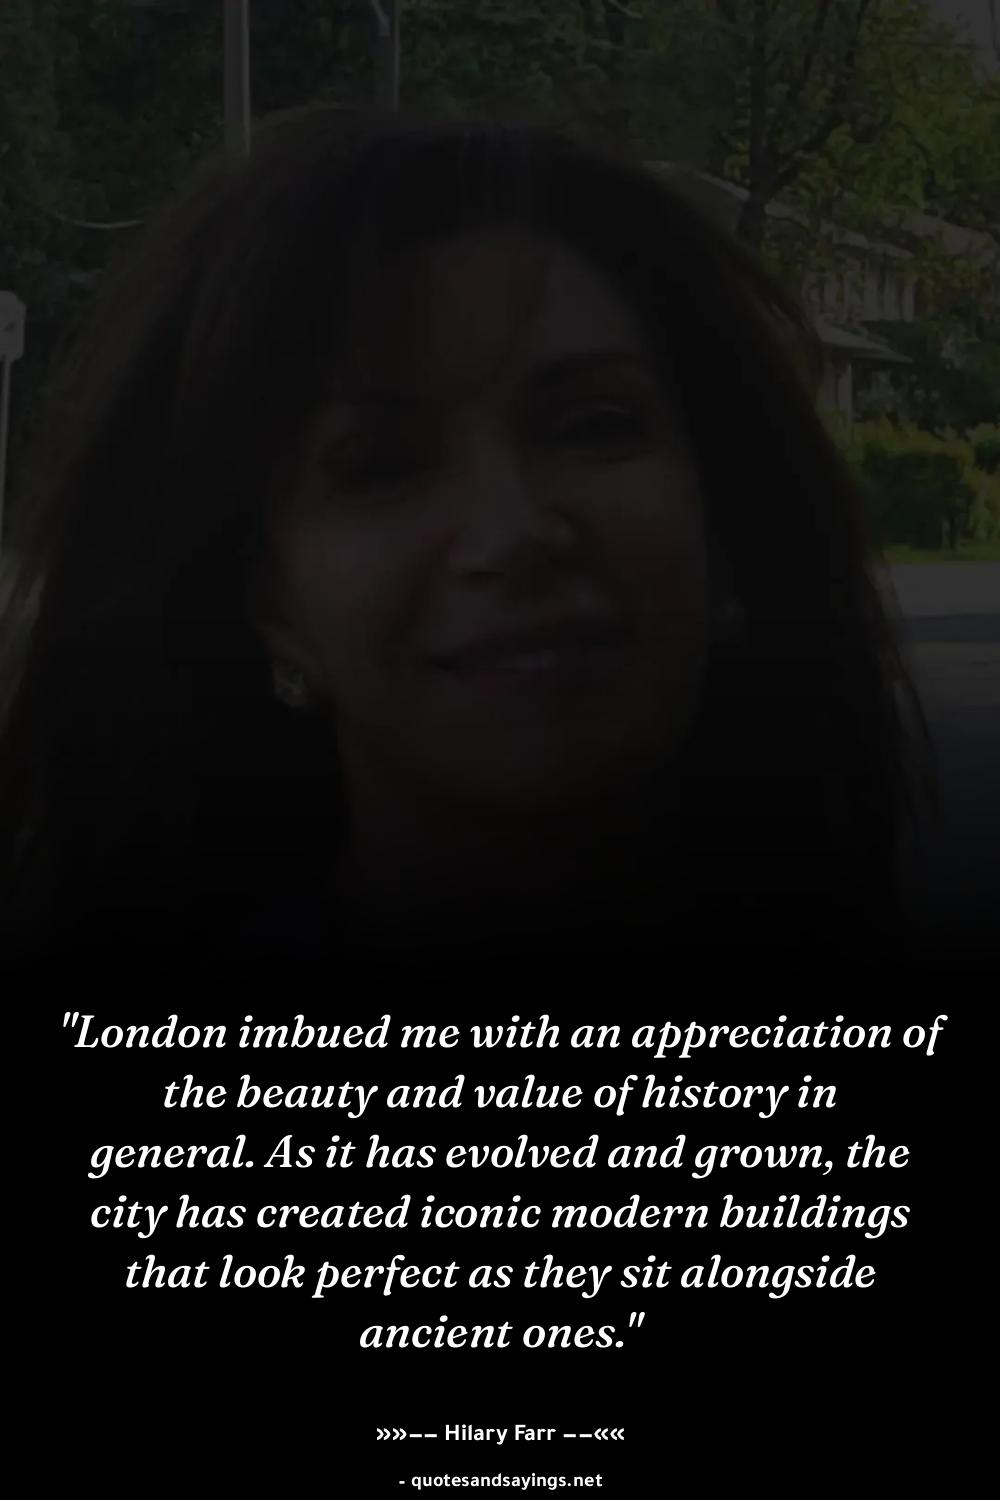 "London imbued me with an appreciation of
the beauty and value of history in
general. As it has evolved and grown, the
city has created iconic modern buildings
that look perfect as they sit alongside
ancient ones."
»»–– Hilary Farr ––««
- quotesandsayings.net